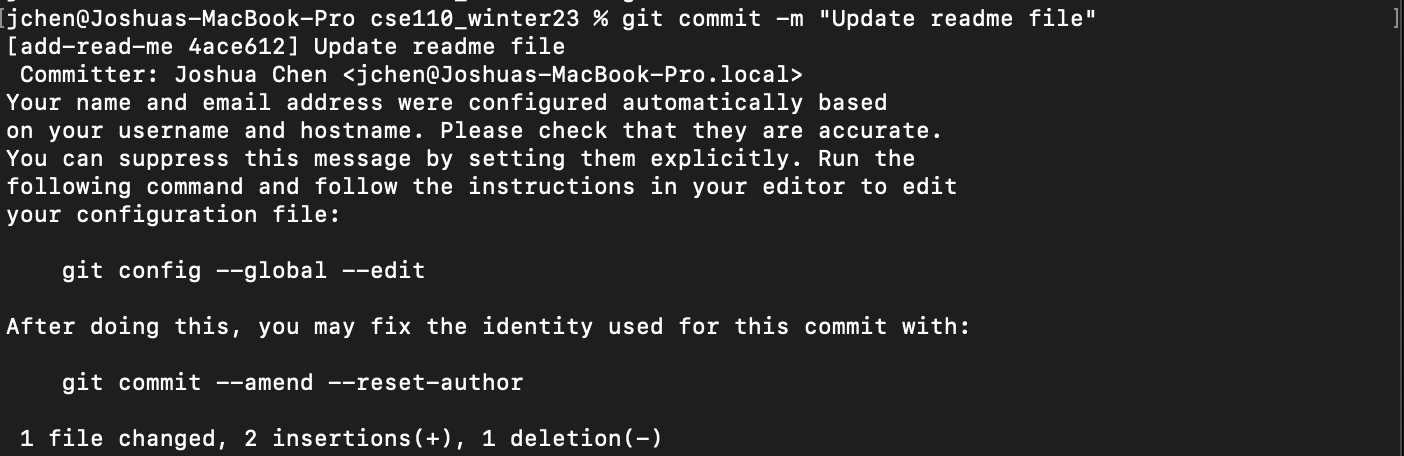 [jchen@Joshuas-MacBook-Pro cse110_winter23 % git commit -m "Update readme file" ]
[add-read-me 4ace612] Update readme file
 Committer: Joshua Chen <jchen@Joshuas-MacBook-Pro.local>
Your name and email address were configured automatically based
on your username and hostname. Please check that they are accurate.
You can suppress this message by setting them explicitly. Run the
following command and follow the instructions in your editor to edit
your configuration file:

    git config --global --edit

After doing this, you may fix the identity used for this commit with:

    git commit --amend --reset-author

 1 file changed, 2 insertions(+), 1 deletion(-)